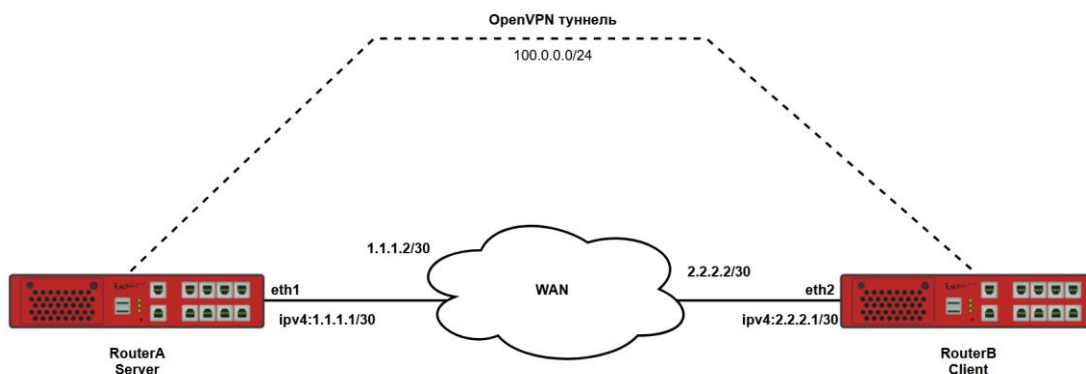 OpenVPN туннель
100.0.0.0/24
1.1.1.2/30
2.2.2.2/30
WAN
eth1
eth2
ipv4:1.1.1.1/30
ipv4:2.2.2.1/30
RouterA
Server
RouterB
Client